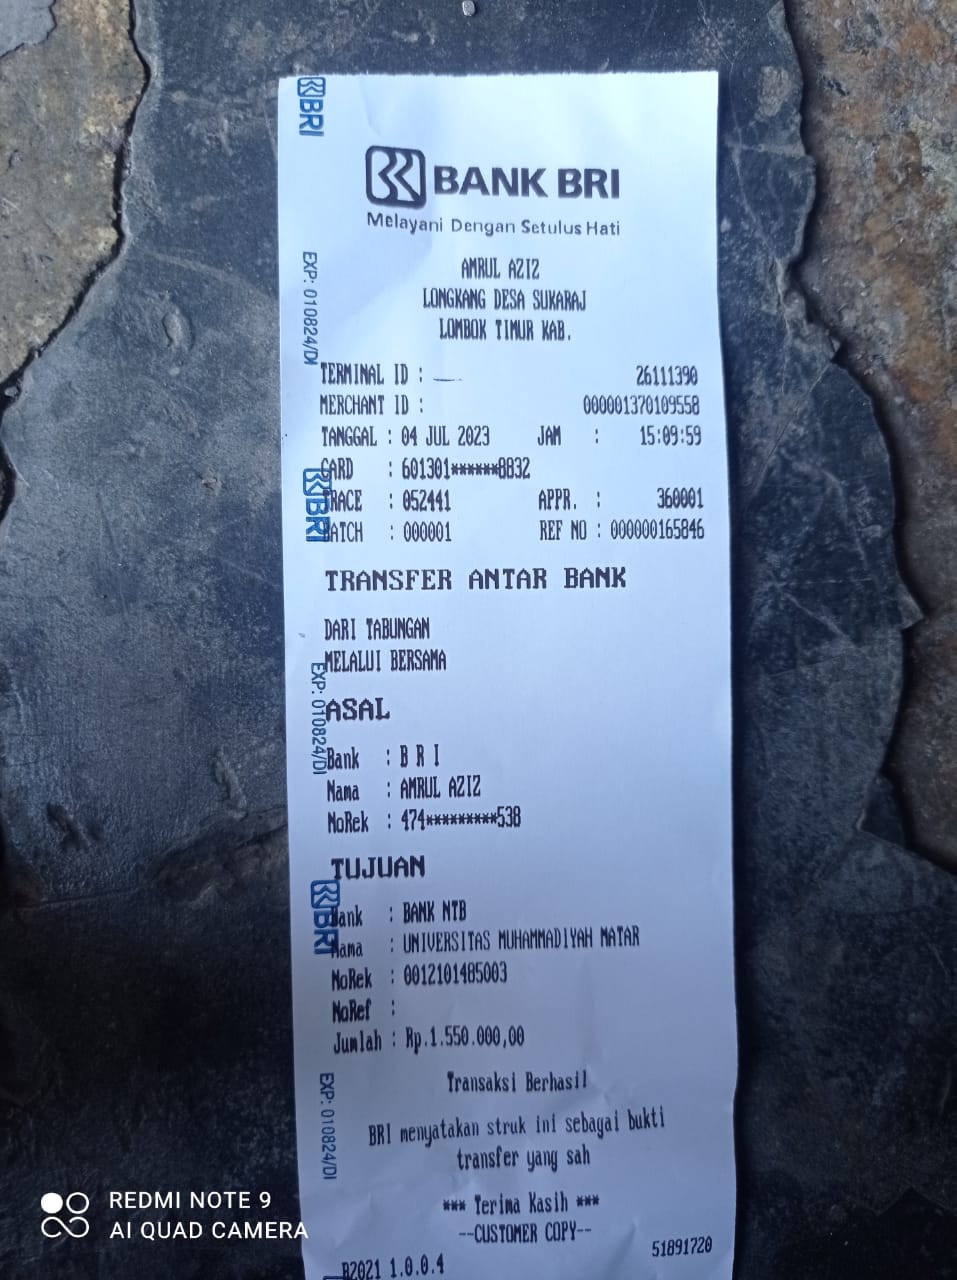 BRI
BANK BRI
Melayani Dengan Setulus Hati
AMRUL AZIZ
LONGKANG DESA SUKARAJ
LOMBOK TIMUR KAB.
EXP: 010824/DI
TERMINAL ID : 26111390
MERCHANT ID : 000001370109558
TANGGAL : 04 JUL 2023 JAM : 15:09:59
CARD : 601301******8832
TRACE : 052441 APPR. : 360001
BRI
BATCH : 000001 REF NO : 000000165846
TRANSFER ANTAR BANK
DARI TABUNGAN
MELALUI BERSAMA
EXP: 010824/DI
ASAL
Bank : B R I
Nama : AMRUL AZIZ
NoRek : 474*********538
TUJUAN
BRI
Bank : BANK NTB
Nama : UNIVERSITAS MUHAMMADIYAH MATAR
NoRek : 0012101485003
NoRef :
Jumlah : Rp.1.550.000,00
Transaksi Berhasil
EXP: 010824/DI
BRI menyatakan struk ini sebagai bukti
transfer yang sah
*** Terima Kasih ***
--CUSTOMER COPY--
B2021 1.0.0.4 51891720
REDMI NOTE 9
AI QUAD CAMERA